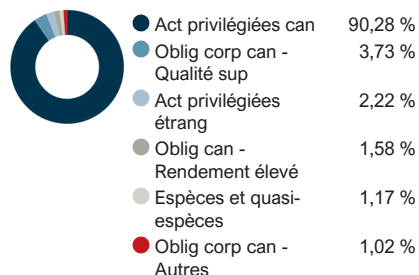 Act privilégiées can 90,28 %
Oblig corp can - 3,73 %
Qualité sup
Act privilégiées 2,22 %
étrang
Oblig can - 1,58 %
Rendement élevé
Espèces et quasi- 1,17 %
espèces
Oblig corp can - 1,02 %
Autres